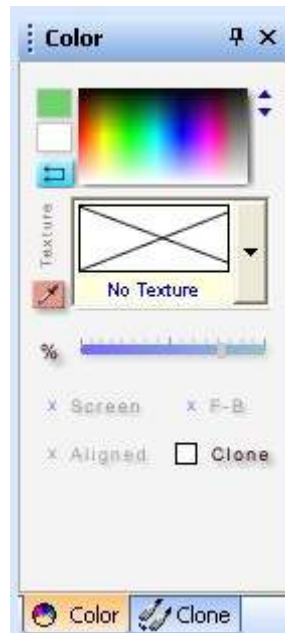 Color
Texture
No Texture
%
x Screen x F-B
x Aligned Clone
Color Clone